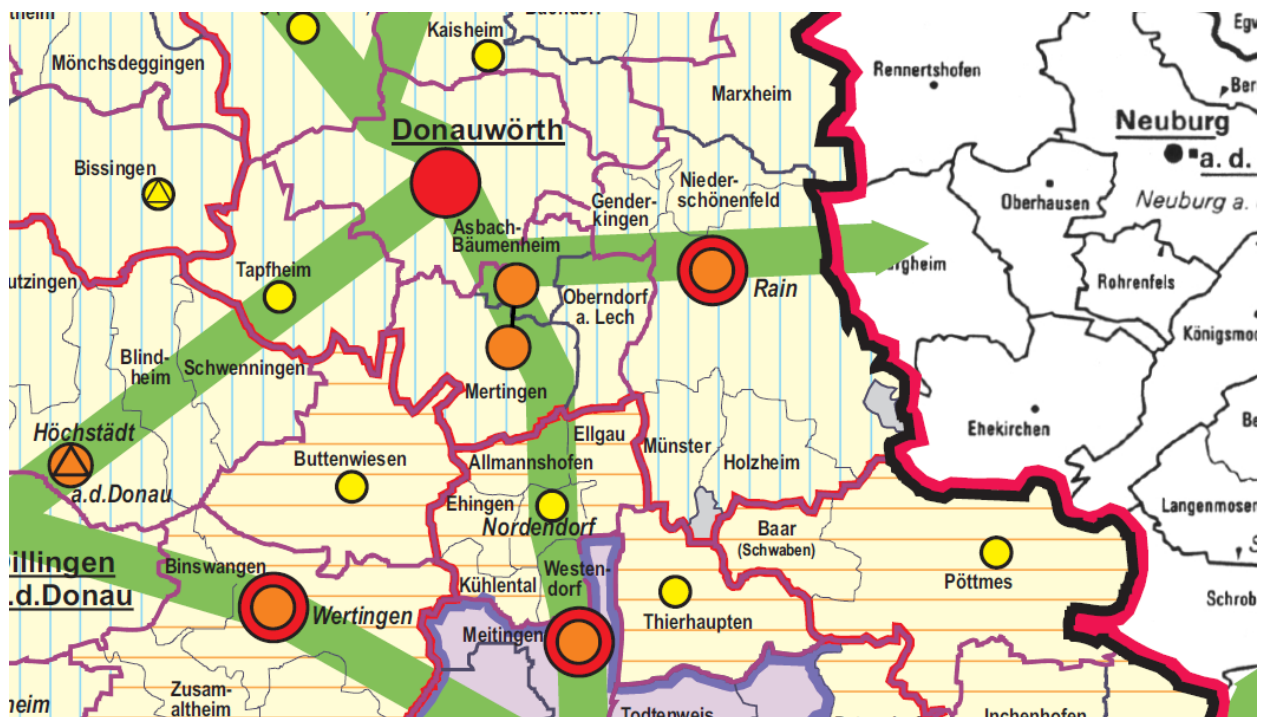 Kaisheim
Mönchsdeggingen
Rennertshofen
Marxheim
Donauwörth
Neuburg
a. d.
Bissingen
Nieder-
schönenfeld
Gender-
kingen
Oberhausen
Neuburg a.
Asbach-
Bäumenheim
Tapfheim
Rohrenfels
Rain
Oberndorf
a. Lech
Blind-
heim
Schwenningen
Mertingen
Höchstädt
a.d.Donau
Buttenwiesen
Ellgau
Allmannshofen
Münster
Holzheim
Ehekirchen
Ehingen
Nordendorf
Baar
(Schwaben)
Pöttmes
Binswangen
Wertingen
Kühlental
Westen-
dorf
Thierhaupten
Meitingen
Zusam-
altheim
Todtenweis
Inchenhofen